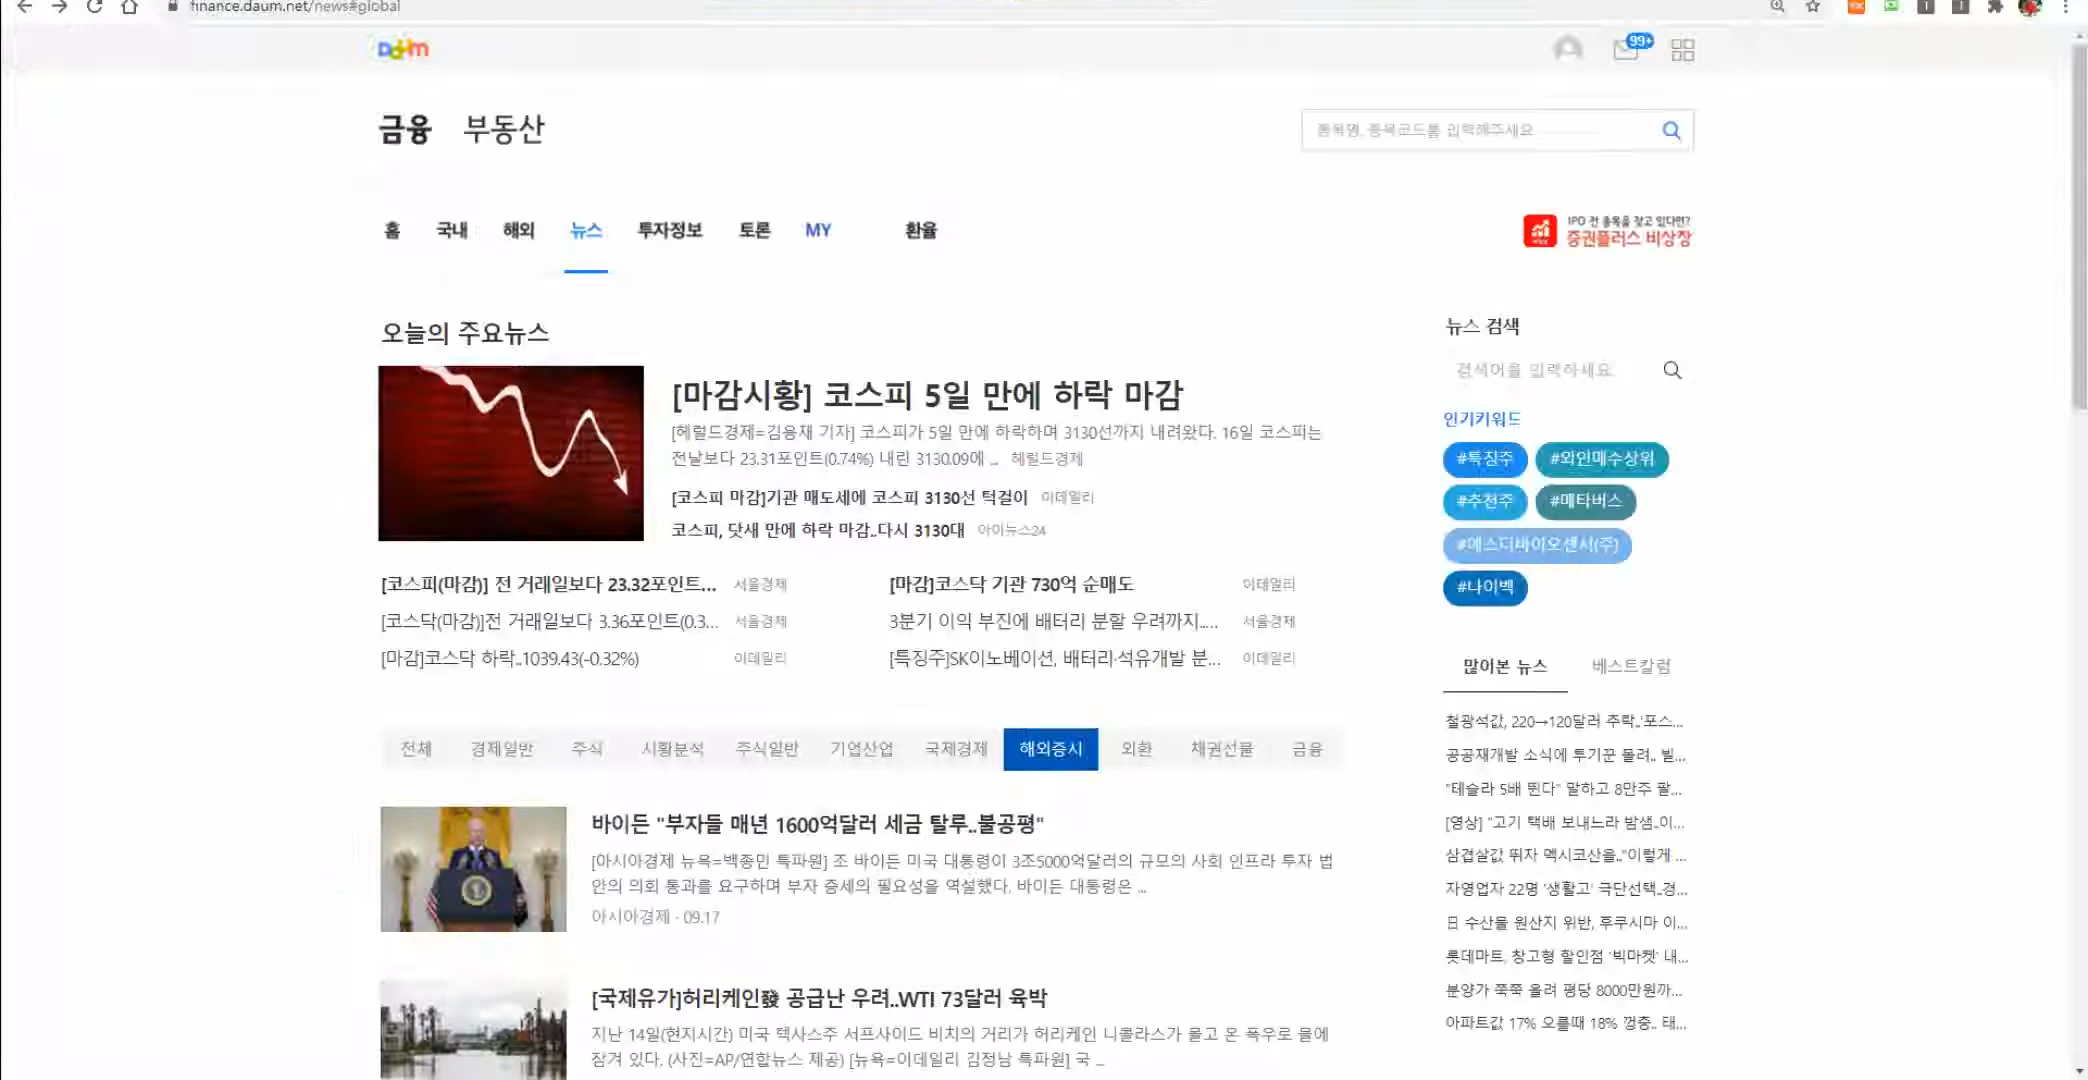 finance.daum.net/news#global
Daum
99+
금융 부동산
종목명, 종목코드를 입력해주세요
홈 국내 해외 뉴스 투자정보 토론 MY 환율
IPO 전 종목을 찾고 있다면?
증권플러스 비상장
오늘의 주요뉴스
[마감시황] 코스피 5일 만에 하락 마감
[헤럴드경제=김용재 기자] 코스피가 5일 만에 하락하며 3130선까지 내려왔다. 16일 코스피는
전날보다 23.31포인트(0.74%) 내린 3130.09에 ... 헤럴드경제
[코스피 마감]기관 매도세에 코스피 3130선 턱걸이 이데일리
코스피, 닷새 만에 하락 마감..다시 3130대 아이뉴스24
[코스피(마감)] 전 거래일보다 23.32포인트... 서울경제
[마감]코스닥 기관 730억 순매도 이데일리
[코스닥(마감)]전 거래일보다 3.36포인트(0.3... 서울경제
3분기 이익 부진에 배터리 분할 우려까지..... 서울경제
[마감]코스닥 하락..1039.43(-0.32%) 이데일리
[특징주]SK이노베이션, 배터리·석유개발 분... 이데일리
전체 경제일반 주식 시황분석 주식일반 기업산업 국제경제 해외증시 외환 채권선물 금융
바이든 "부자들 매년 1600억달러 세금 탈루..불공평"
[아시아경제 뉴욕=백종민 특파원] 조 바이든 미국 대통령이 3조5000억달러의 규모의 사회 인프라 투자 법
안의 의회 통과를 요구하며 부자 증세의 필요성을 역설했다. 바이든 대통령은 ...
아시아경제 · 09.17
[국제유가]허리케인發 공급난 우려..WTI 73달러 육박
지난 14일(현지시간) 미국 텍사스주 서프사이드 비치의 거리가 허리케인 니콜라스가 몰고 온 폭우로 물에
잠겨 있다. (사진=AP/연합뉴스 제공) [뉴욕=이데일리 김정남 특파원] 국 ...
뉴스 검색
검색어를 입력하세요.
인기키워드
#특징주 #외인매수상위
#추천주 #메타버스
#에스디바이오센서(주)
#나이벡
많이본 뉴스 베스트칼럼
철광석값, 220→120달러 추락..'포스...
공공재개발 소식에 투기꾼 몰려.. 빌...
"테슬라 5배 뛴다" 말하고 8만주 팔...
[영상] "고기 택배 보내느라 밤샘..이...
삼겹살값 뛰자 멕시코산을.."이렇게 ...
자영업자 22명 '생활고' 극단선택..경...
日 수산물 원산지 위반, 후쿠시마 이...
롯데마트, 창고형 할인점 '빅마켓' 내...
분양가 쭉쭉 올려 평당 8000만원까...
아파트값 17% 오를때 18% 껑충.. 태...